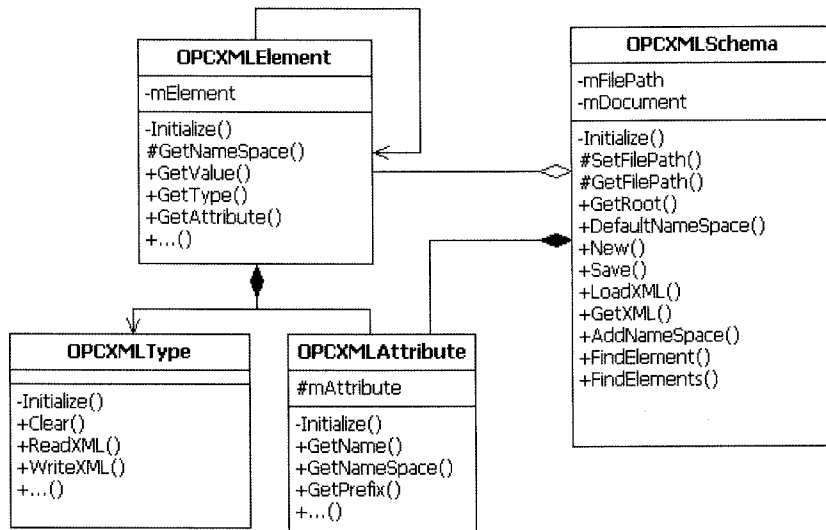 OPCXMLElement
-mElement
-Initialize()
#GetNameSpace()
+GetValue()
+GetType()
+GetAttribute()
+...()
OPCXMLSchema
-mFilePath
-mDocument
-Initialize()
#SetFilePath()
#GetFilePath()
+GetRoot()
+DefaultNameSpace()
+New()
+Save()
+LoadXML()
+GetXML()
+AddNameSpace()
+FindElement()
+FindElements()
OPCXMLType
-Initialize()
+Clear()
+ReadXML()
+WriteXML()
+...()
OPCXMLAttribute
#mAttribute
-Initialize()
+GetName()
+GetNameSpace()
+GetPrefix()
+...()